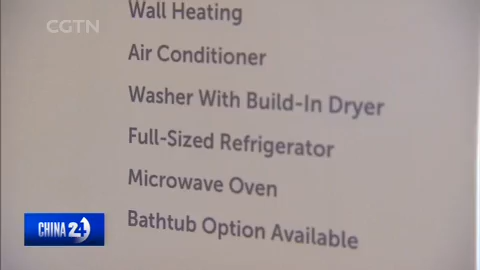 CGTN
Wall Heating
Air Conditioner
Washer With Build-In Dryer
Full-Sized Refrigerator
Microwave Oven
Bathtub Option Available
CHINA 24